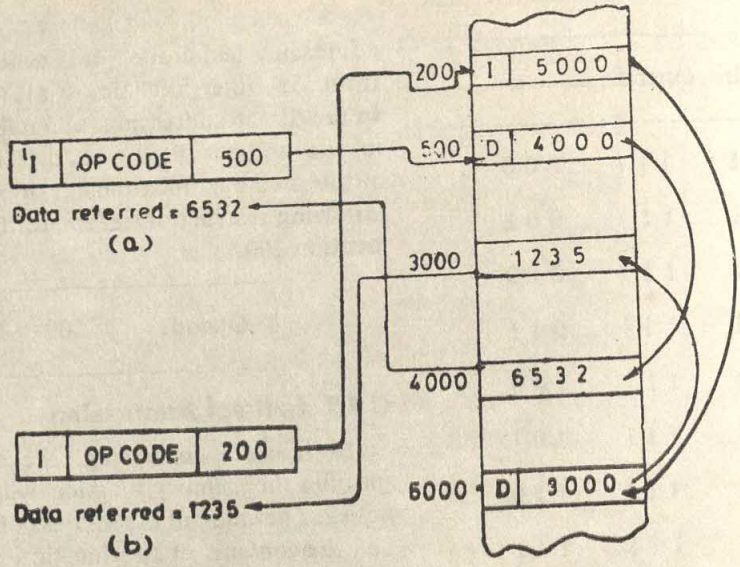 200 I 5000
I OPCODE 500
500 D 4000
Data referred = 6532
(a)
3000 1235
4000 6532
I OPCODE 200
5000 D 3000
Data referred = 1235
(b)